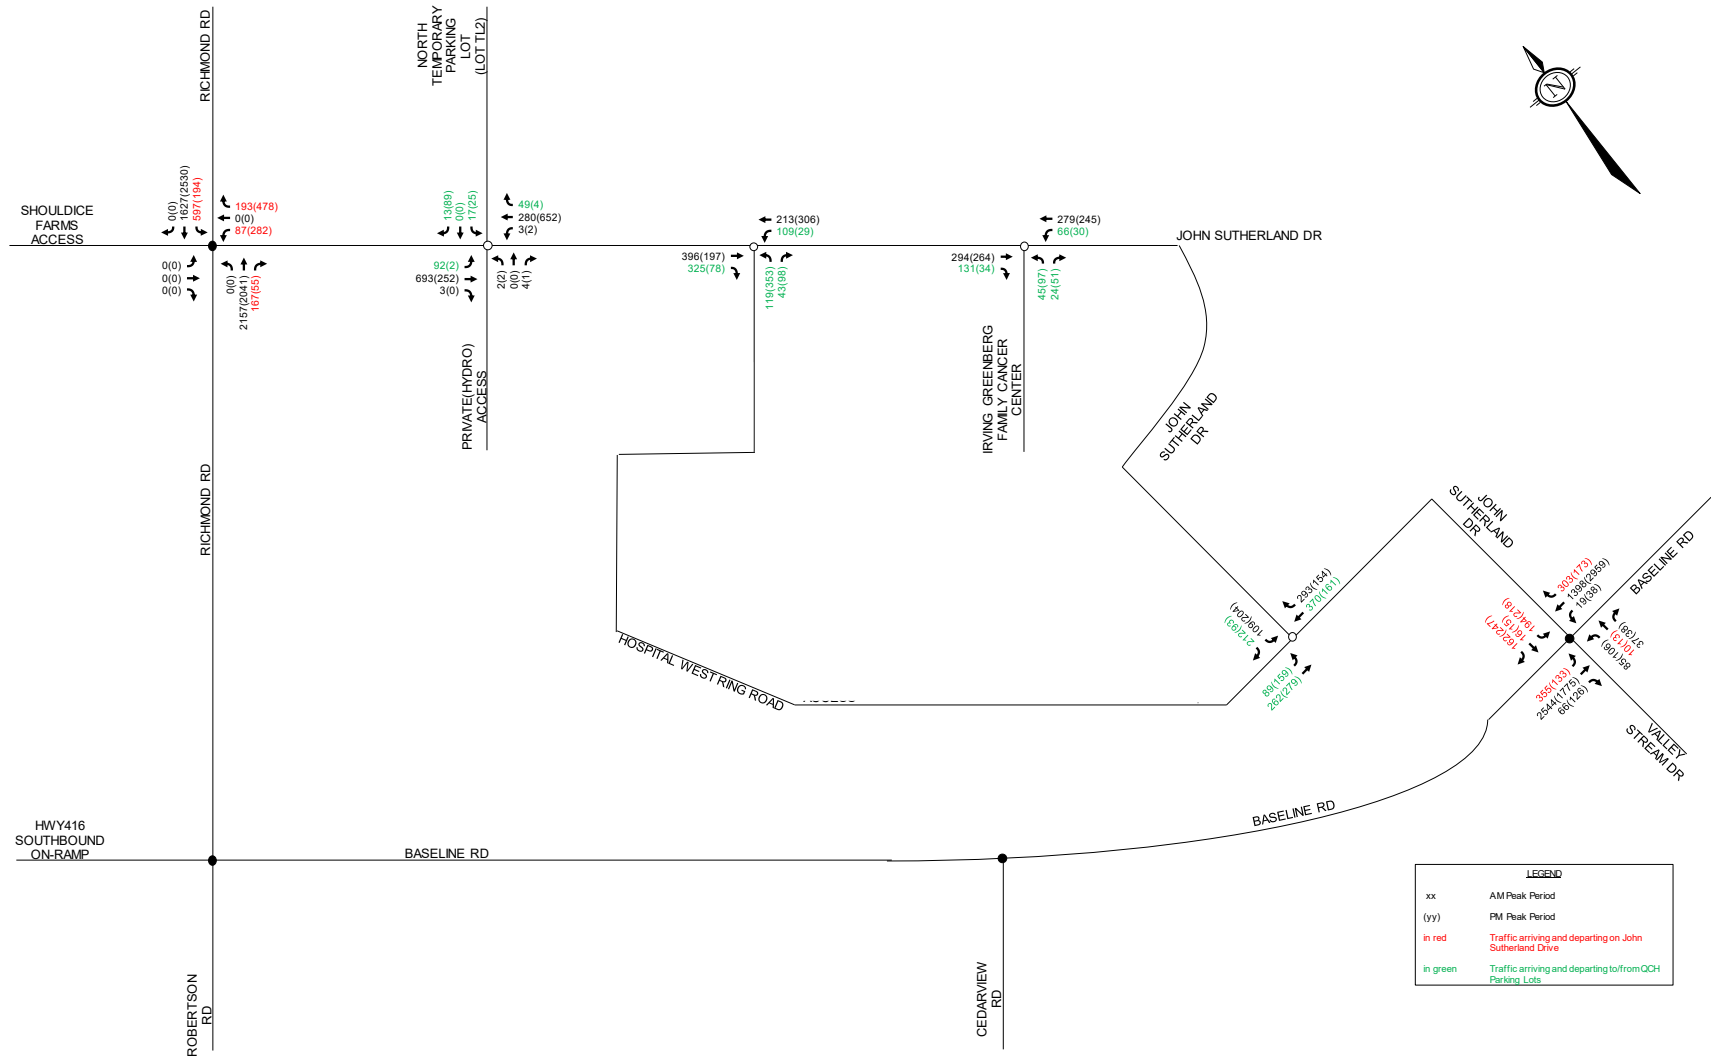 RICHMOND RD
NORTH
TEMPORARY
PARKING
LOT
(LOT TL2)
N
SHOULDICE
FARMS
ACCESS
0(0)
1627(2530)
597(194)
193(478)
0(0)
87(282)
0(0)
0(0)
0(0)
0(0)
2157(2041)
167(55)
13(89)
0(0)
17(25)
49(4)
280(652)
3(2)
92(2)
693(252)
3(0)
2(2)
0(0)
4(1)
213(306)
109(29)
396(197)
325(78)
119(353)
43(98)
279(245)
66(30)
294(264)
131(34)
45(97)
24(51)
JOHN SUTHERLAND DR
PRIVATE(HYDRO)
ACCESS
IRVING GREENBERG
FAMILY CANCER
CENTER
RICHMOND RD
JOHN
SUTHERLAND
DR
JOHN
SUTHERLAND
DR
BASELINE RD
293(154)
370(161)
109(204)
212(93)
89(159)
262(279)
303(173)
1398(2959)
19(38)
194(218)
16(15)
162(247)
37(38)
10(13)
85(106)
355(133)
2544(1775)
66(126)
VALLEY
STREAM DR
HOSPITAL WEST RING ROAD
BASELINE RD
HWY416
SOUTHBOUND
ON-RAMP
BASELINE RD
ROBERTSON
RD
CEDARVIEW
RD
LEGEND
xx AM Peak Period
(yy) PM Peak Period
in red Traffic arriving and departing on John
Sutherland Drive
in green Traffic arriving and departing to/from QCH
Parking Lots